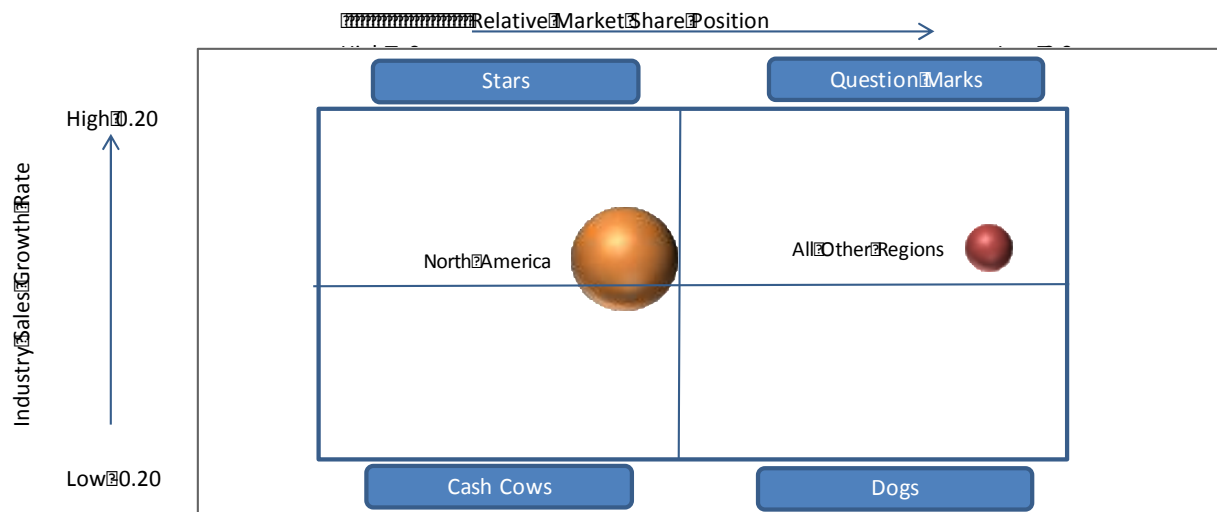 Relative Market Share Position
Stars
Question Marks
High 0.20
Industry Sales Growth Rate
North America
All Other Regions
Low -0.20
Cash Cows
Dogs